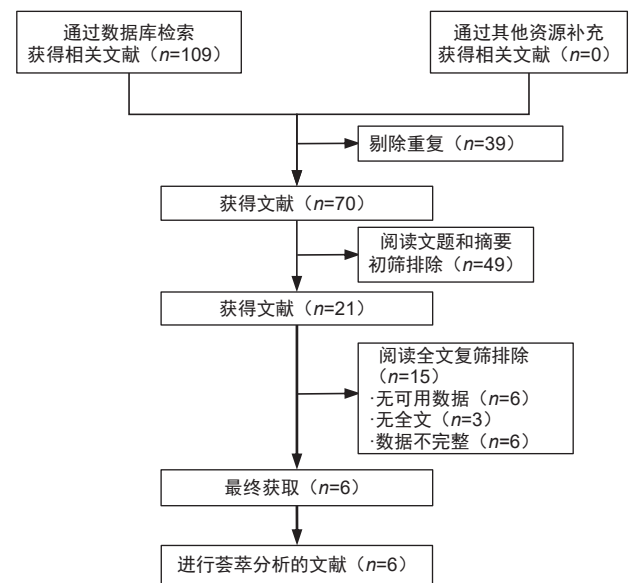 通过数据库检索
获得相关文献（n=109）
通过其他资源补充
获得相关文献（n=0）
剔除重复（n=39）
获得文献（n=70）
阅读文题和摘要
初筛排除（n=49）
获得文献（n=21）
阅读全文复筛排除
（n=15）
·无可用数据（n=6）
·无全文（n=3）
·数据不完整（n=6）
最终获取（n=6）
进行荟萃分析的文献（n=6）